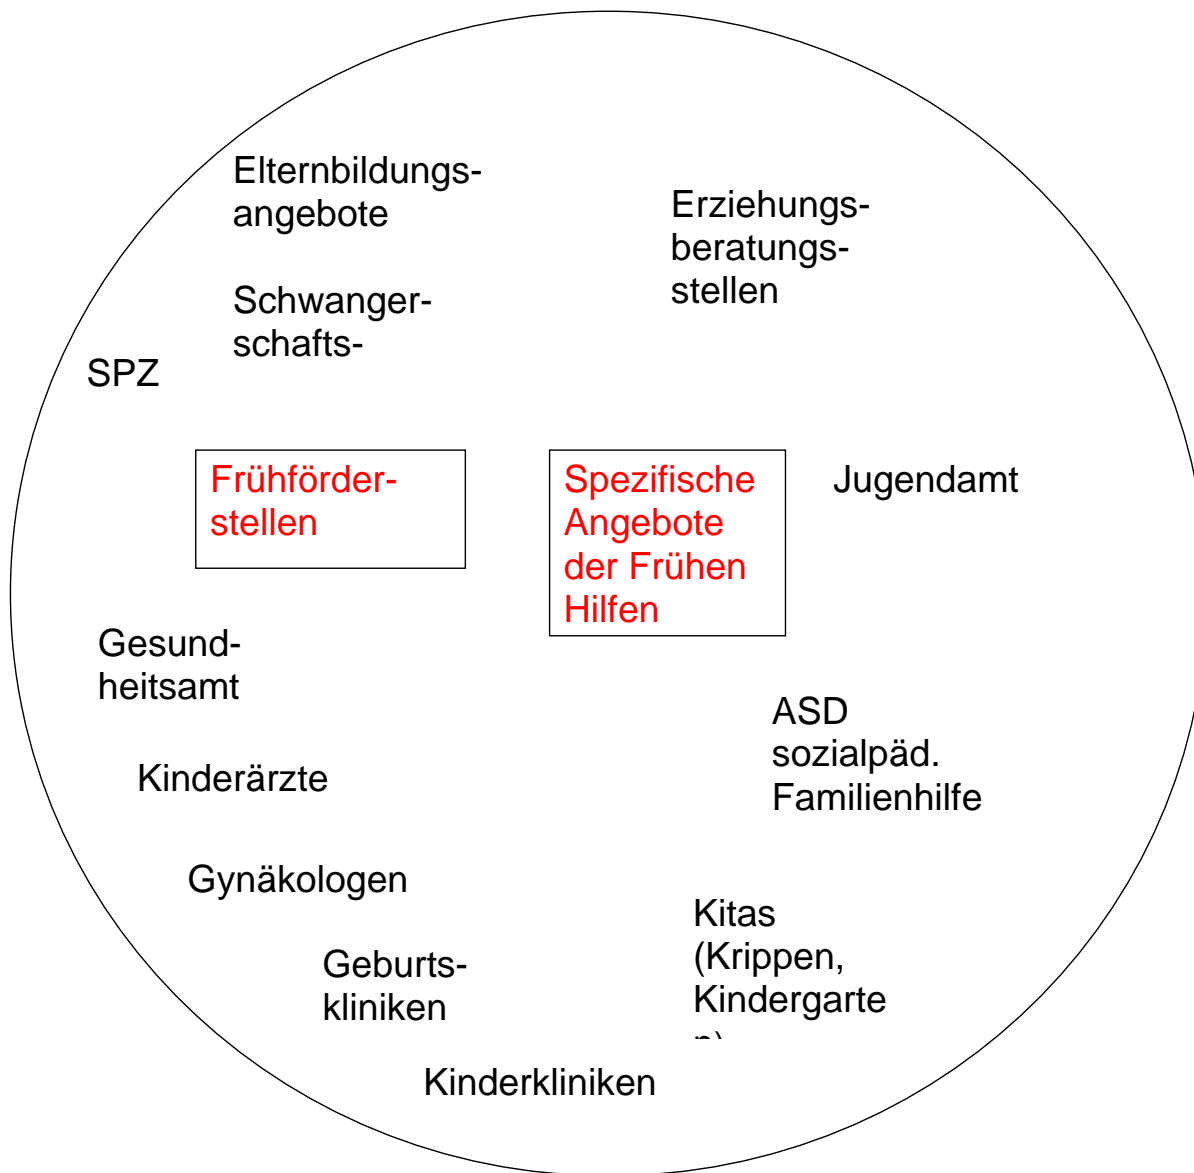 Elternbildungs-
angebote
Erziehungs-
beratungs-
stellen
Schwanger-
schafts-
SPZ
Frühförder-
stellen
Spezifische
Angebote
der Frühen
Hilfen
Jugendamt
Gesund-
heitsamt
ASD
sozialpäd.
Familienhilfe
Kinderärzte
Gynäkologen
Kitas
(Krippen,
Kindergarte
n)
Geburts-
kliniken
Kinderkliniken